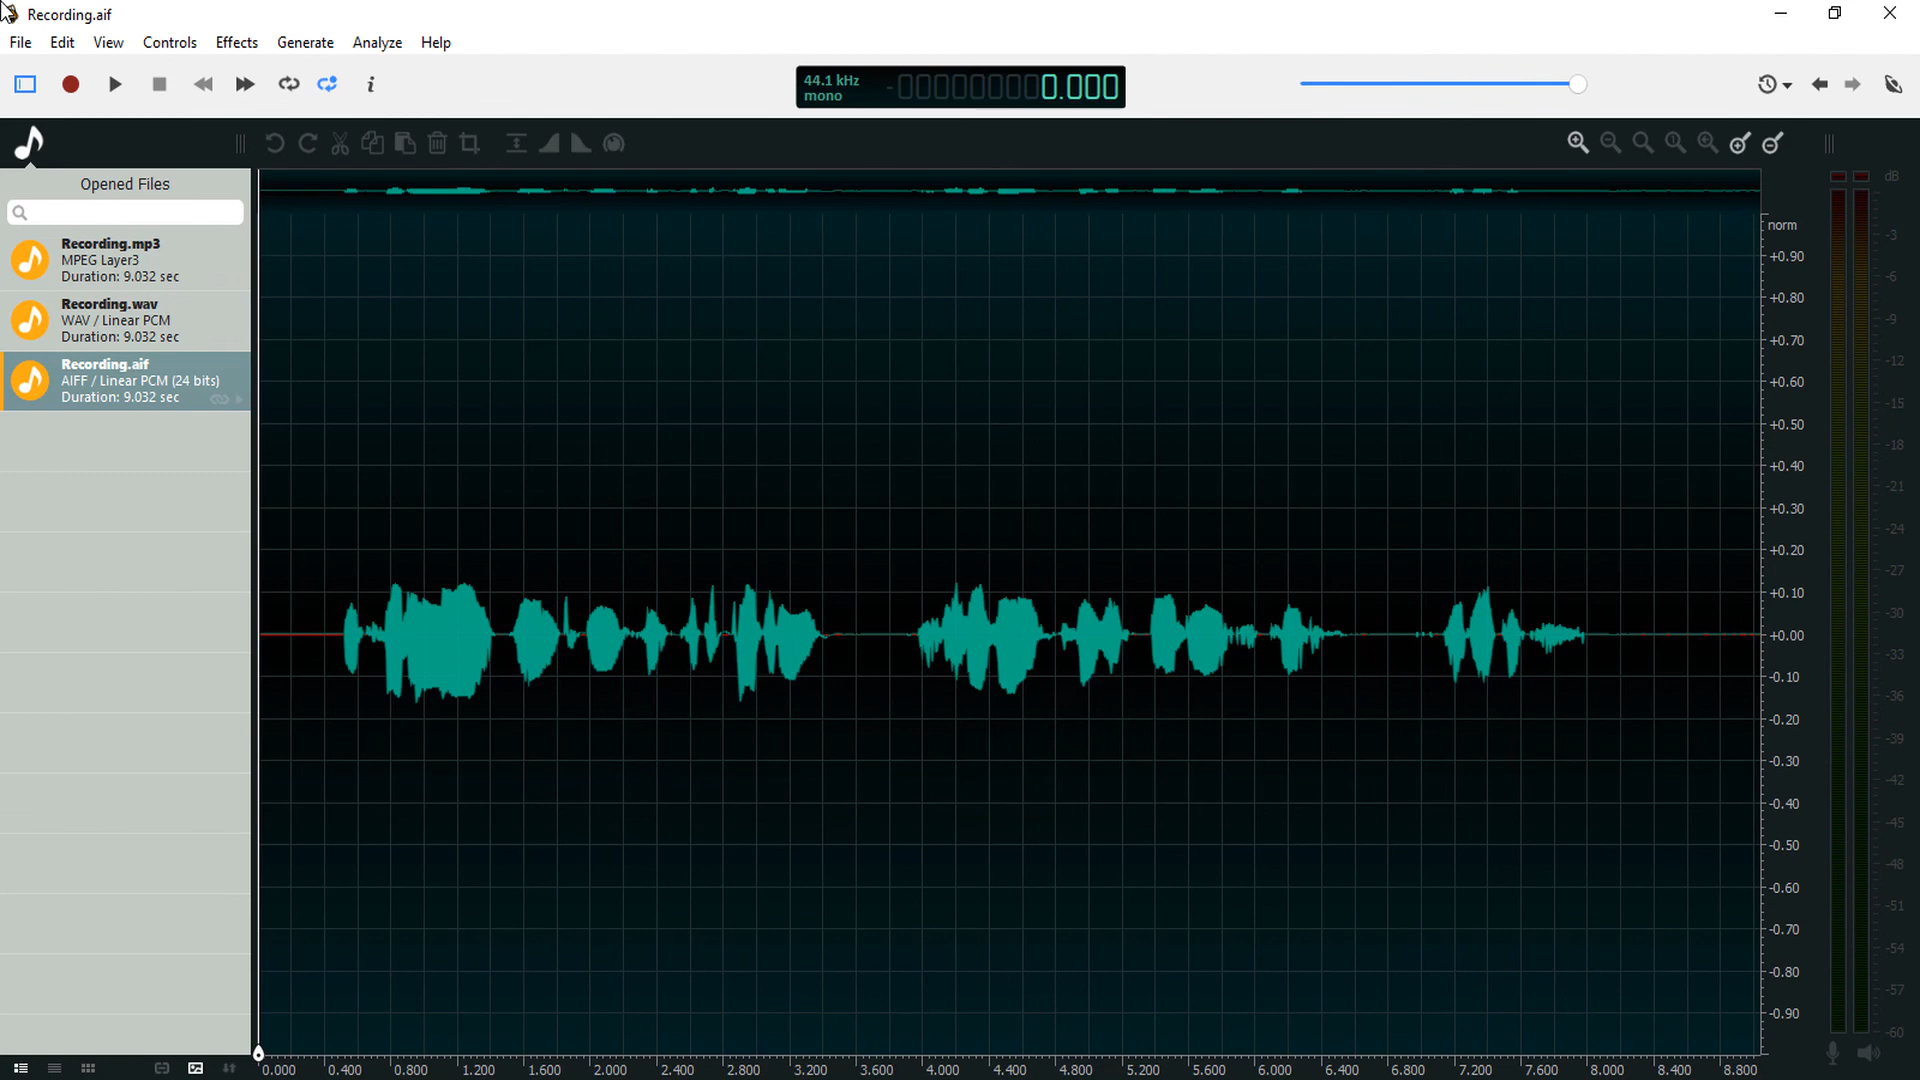 Recording.aif
File Edit View Controls Effects Generate Analyze Help
44.1 kHz
mono
0.000
dB
Opened Files
Recording.mp3
MPEG Layer3
Duration: 9.032 sec
Recording.wav
WAV / Linear PCM
Duration: 9.032 sec
Recording.aif
AIFF / Linear PCM (24 bits)
Duration: 9.032 sec
norm
+0.90
+0.80
+0.70
+0.60
+0.50
+0.40
+0.30
+0.20
+0.10
+0.00
-0.10
-0.20
-0.30
-0.40
-0.50
-0.60
-0.70
-0.80
-0.90
-3
-6
-9
-12
-15
-18
-21
-24
-27
-30
-33
-36
-39
-42
-45
-48
-51
-54
-57
-60
0.000 0.400 0.800 1.200 1.600 2.000 2.400 2.800 3.200 3.600 4.000 4.400 4.800 5.200 5.600 6.000 6.400 6.800 7.200 7.600 8.000 8.400 8.800